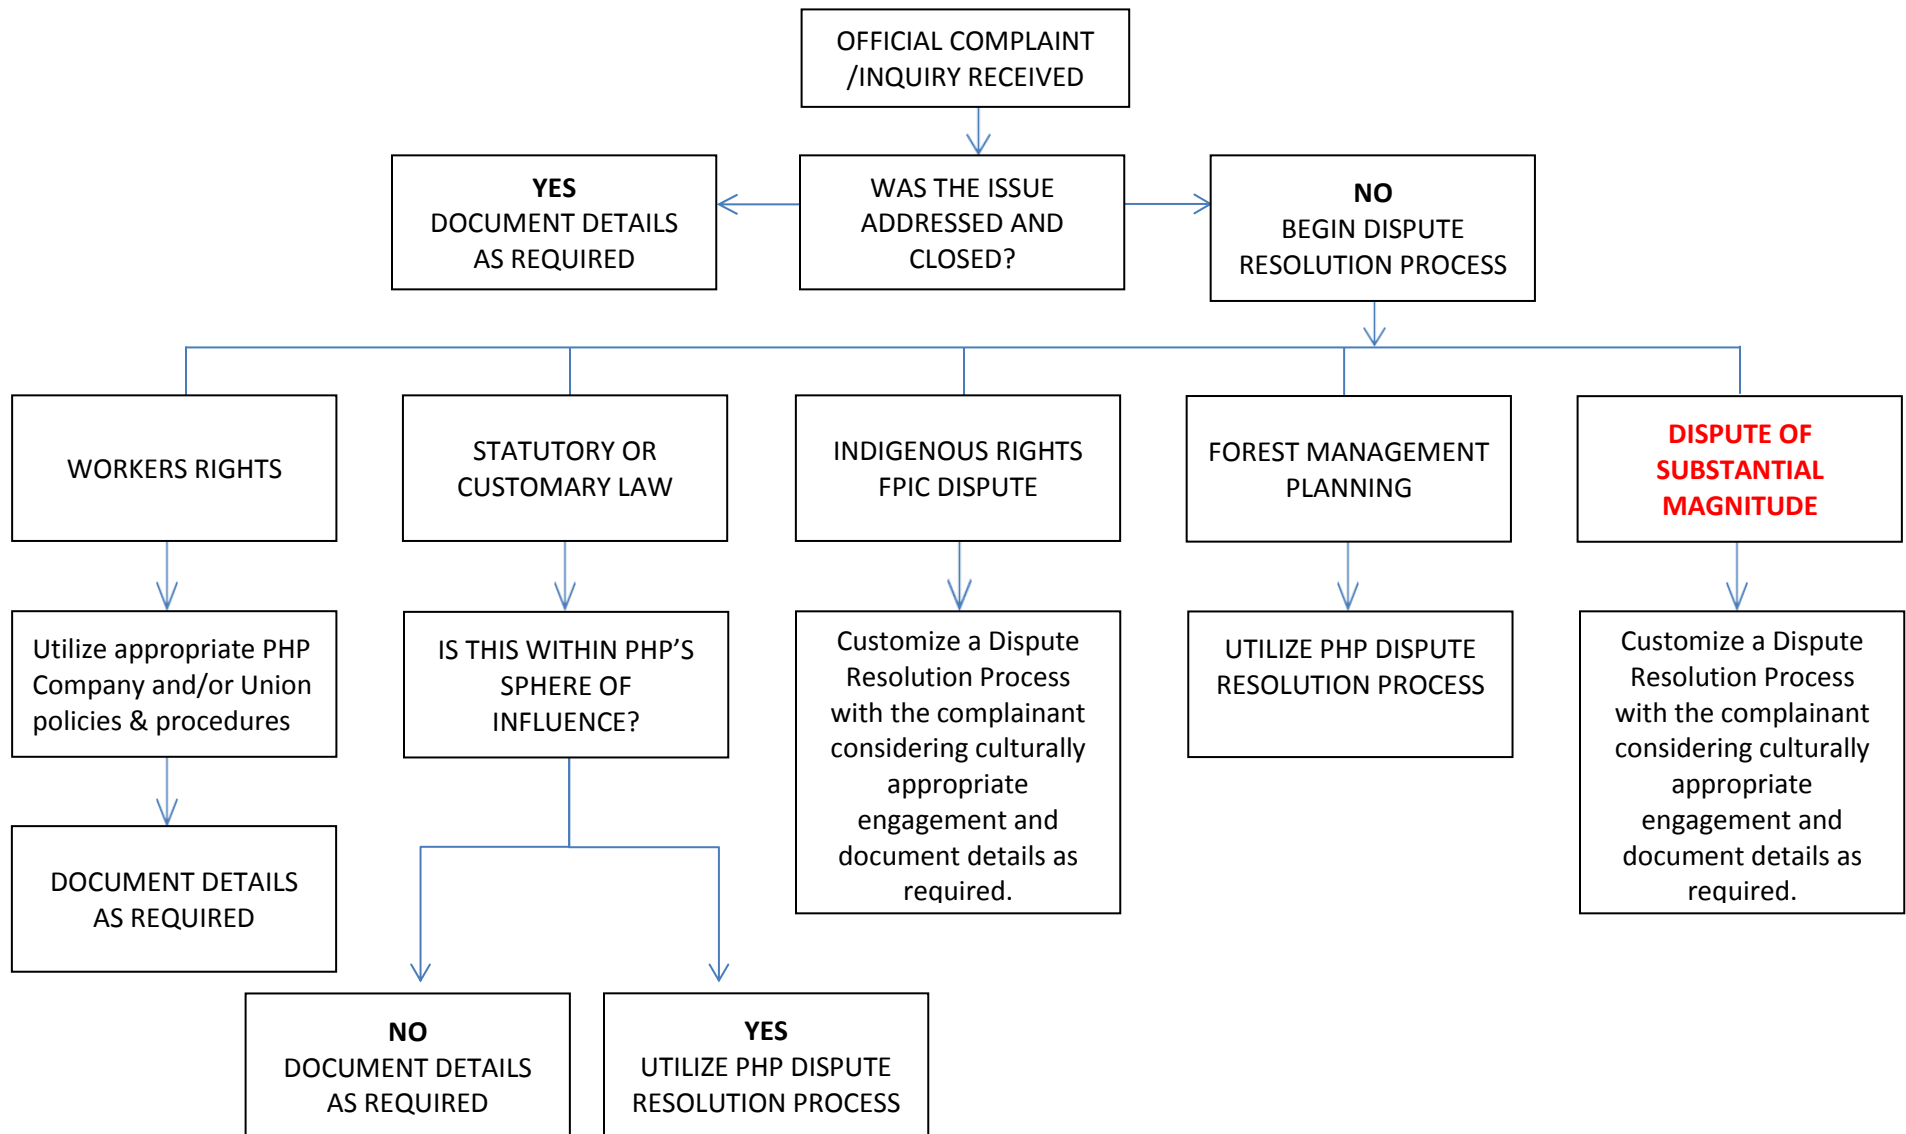 OFFICIAL COMPLAINT
/INQUIRY RECEIVED
YES
DOCUMENT DETAILS
AS REQUIRED
WAS THE ISSUE
ADDRESSED AND
CLOSED?
NO
BEGIN DISPUTE
RESOLUTION PROCESS
WORKERS RIGHTS
STATUTORY OR
CUSTOMARY LAW
INDIGENOUS RIGHTS
FPIC DISPUTE
FOREST MANAGEMENT
PLANNING
DISPUTE OF
SUBSTANTIAL
MAGNITUDE
Utilize appropriate PHP
Company and/or Union
policies & procedures
IS THIS WITHIN PHP’S
SPHERE OF
INFLUENCE?
Customize a Dispute
Resolution Process
with the complainant
considering culturally
appropriate
engagement and
document details as
required.
UTILIZE PHP DISPUTE
RESOLUTION PROCESS
Customize a Dispute
Resolution Process
with the complainant
considering culturally
appropriate
engagement and
document details as
required.
DOCUMENT DETAILS
AS REQUIRED
NO
DOCUMENT DETAILS
AS REQUIRED
YES
UTILIZE PHP DISPUTE
RESOLUTION PROCESS